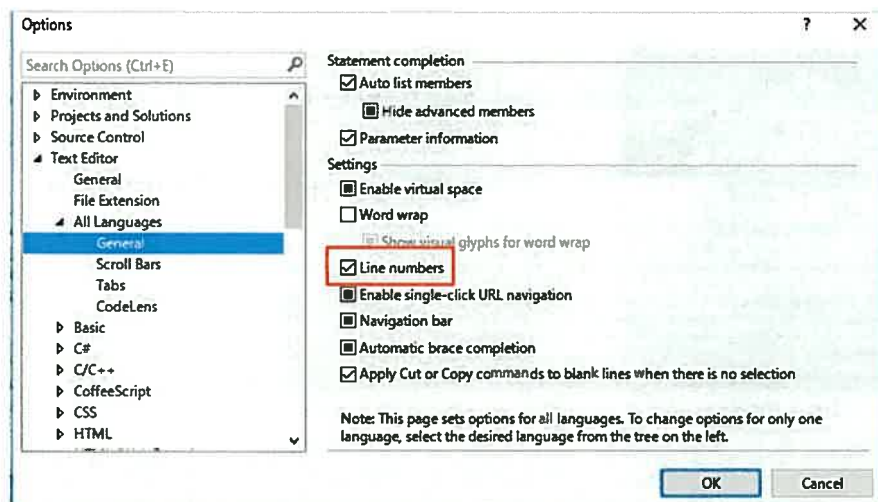 Options
? ×
Search Options (Ctrl+E)
Environment
Projects and Solutions
Source Control
Text Editor
General
File Extension
All Languages
General
Scroll Bars
Tabs
CodeLens
Basic
C#
C/C++
CoffeeScript
CSS
HTML
Statement completion
Auto list members
Hide advanced members
Parameter information
Settings
Enable virtual space
Word wrap
Show visual glyphs for word wrap
Line numbers
Enable single-click URL navigation
Navigation bar
Automatic brace completion
Apply Cut or Copy commands to blank lines when there is no selection
Note: This page sets options for all languages. To change options for only one
language, select the desired language from the tree on the left.
OK
Cancel